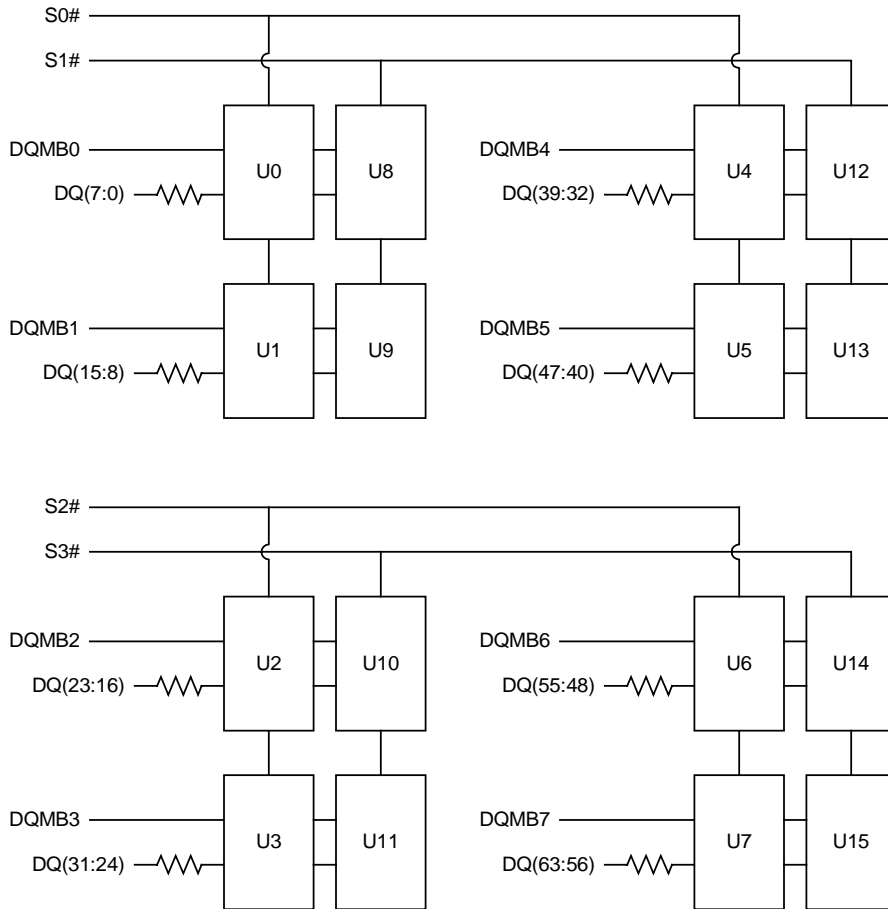 S0#
S1#
DQMB0
U0
U8
DQMB4
U4
U12
DQ(7:0)
DQ(39:32)
DQMB1
U1
U9
DQMB5
U5
U13
DQ(15:8)
DQ(47:40)
S2#
S3#
DQMB2
U2
U10
DQMB6
U6
U14
DQ(23:16)
DQ(55:48)
DQMB3
U3
U11
DQMB7
U7
U15
DQ(31:24)
DQ(63:56)